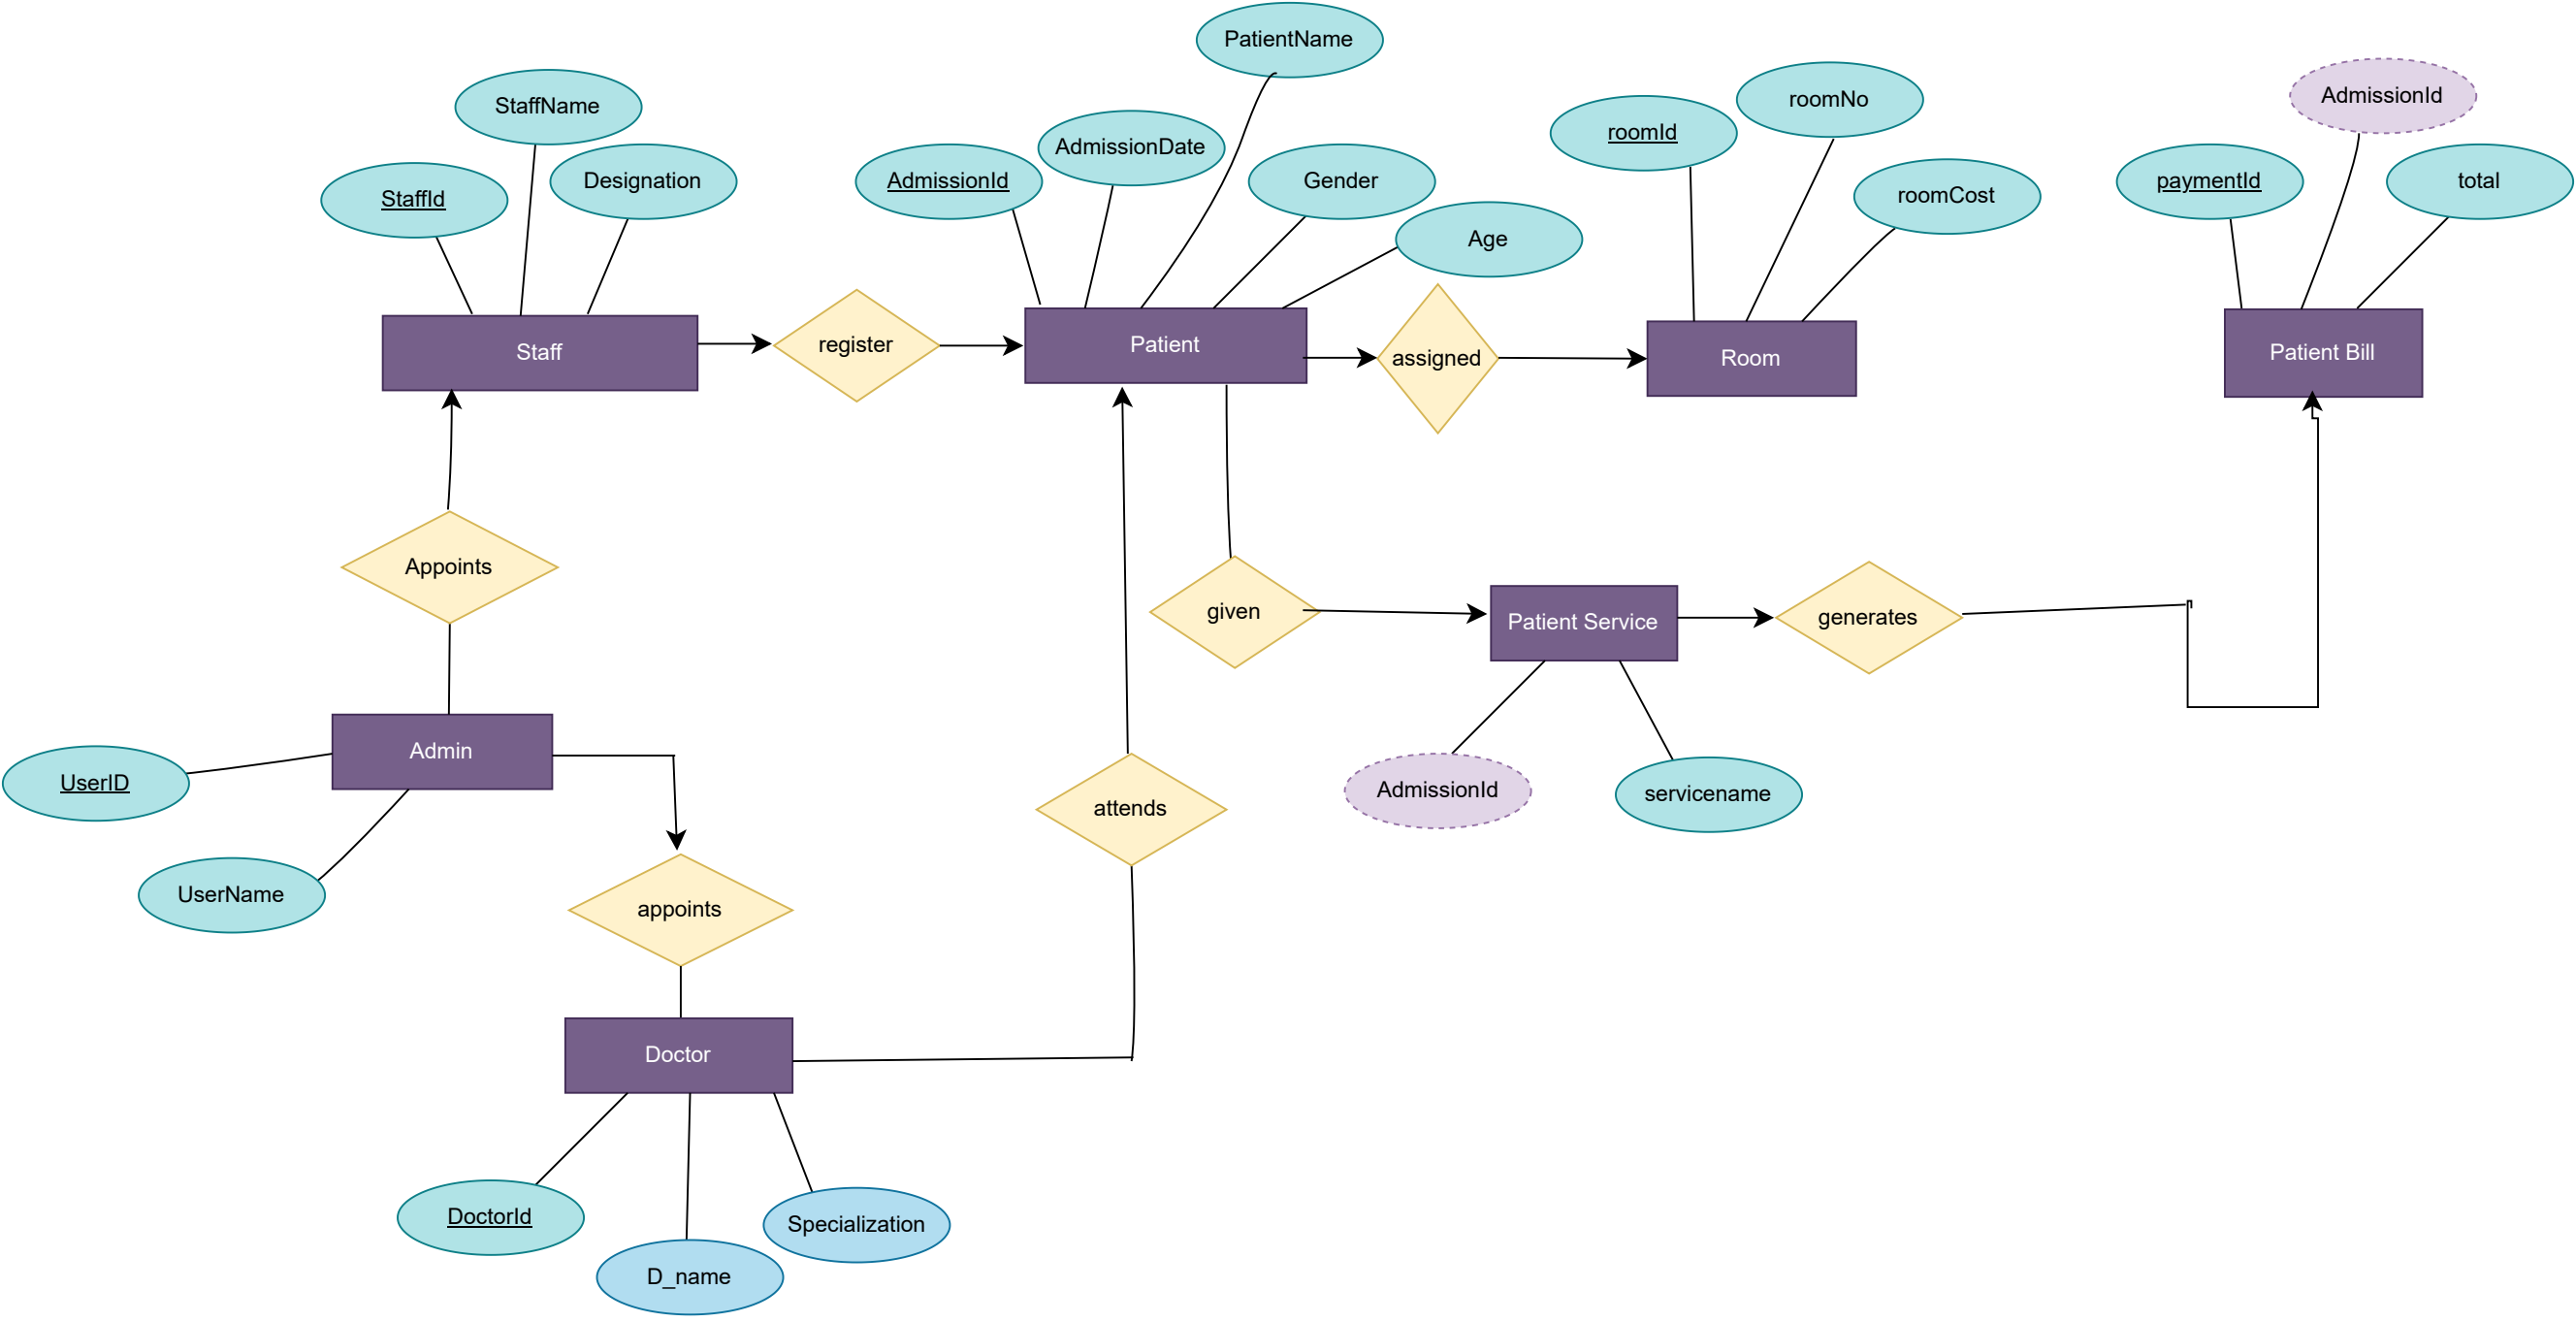 PatientName
StaffName
AdmissionId
roomNo
roomId
AdmissionDate
StaffId
Designation
AdmissionId
Gender
roomCost
paymentId
total
Age
Staff
register
Patient
assigned
Room
Patient Bill
Appoints
given
Patient Service
generates
Admin
UserID
attends
AdmissionId
servicename
UserName
appoints
Doctor
DoctorId
Specialization
D_name